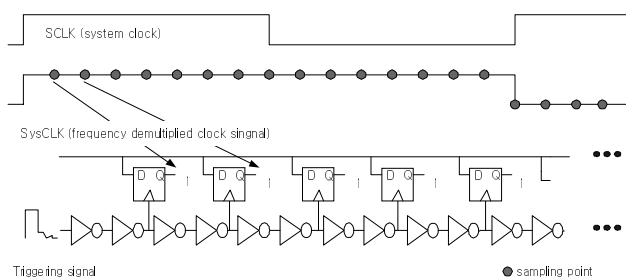 SCLK (system clock)
SysCLK (frequency demultiplied clock singnal)
D Q D Q D Q D Q D Q
Triggering signal
sampling point